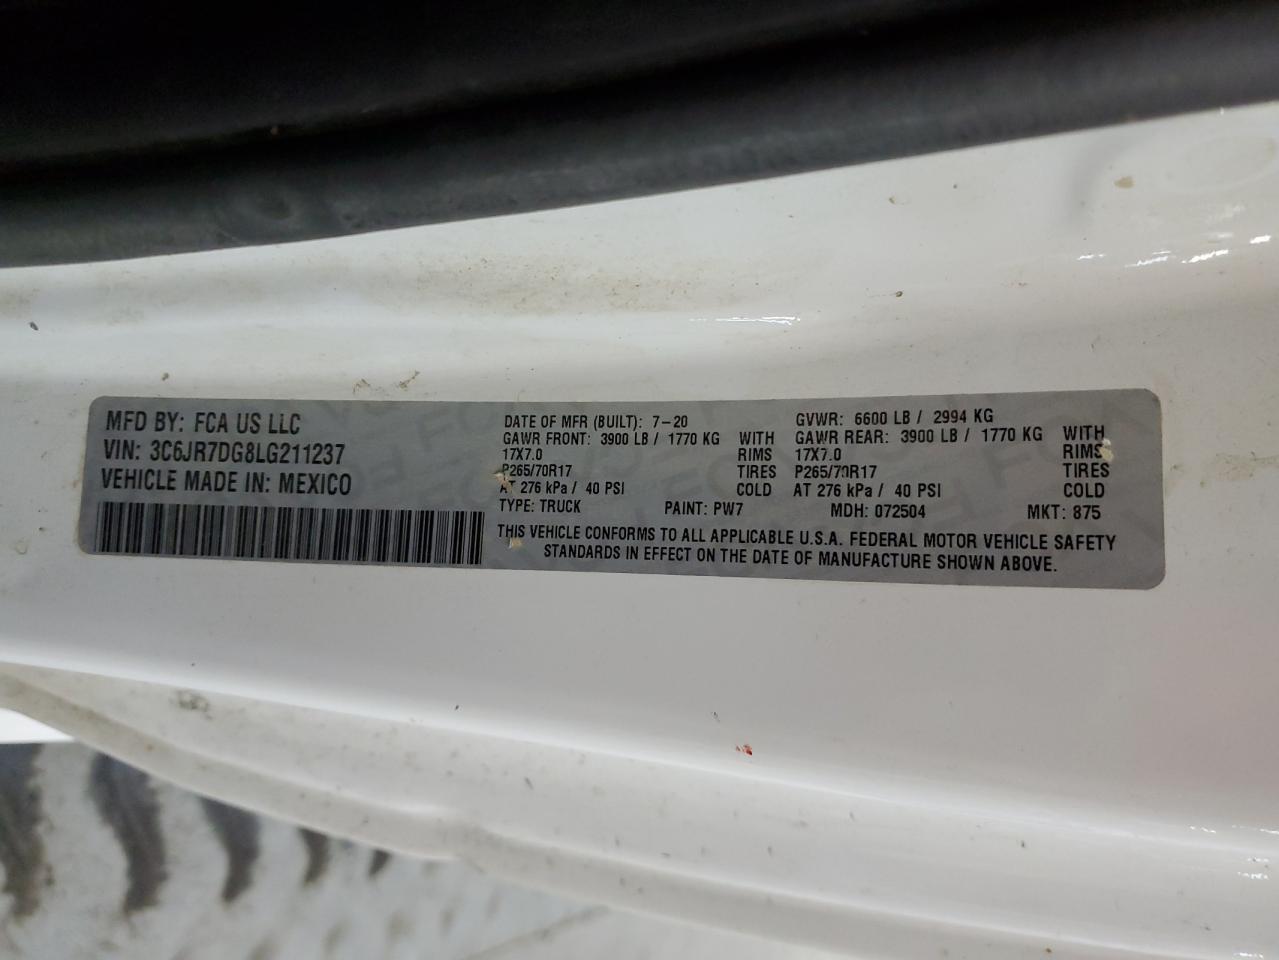 MFD BY: FCA US LLC
VIN: 3C6JR7DG8LG211237
VEHICLE MADE IN: MEXICO
DATE OF MFR (BUILT): 7-20
GVWR: 6600 LB / 2994 KG
GAWR FRONT: 3900 LB / 1770 KG WITH
17X7.0 RIMS
P265/70R17 TIRES
AT 276 kPa / 40 PSI COLD
GAWR REAR: 3900 LB / 1770 KG WITH
17X7.0 RIMS
P265/70R17 TIRES
AT 276 kPa / 40 PSI COLD
TYPE: TRUCK PAINT: PW7 MDH: 072504 MKT: 875
THIS VEHICLE CONFORMS TO ALL APPLICABLE U.S.A. FEDERAL MOTOR VEHICLE SAFETY
STANDARDS IN EFFECT ON THE DATE OF MANUFACTURE SHOWN ABOVE.